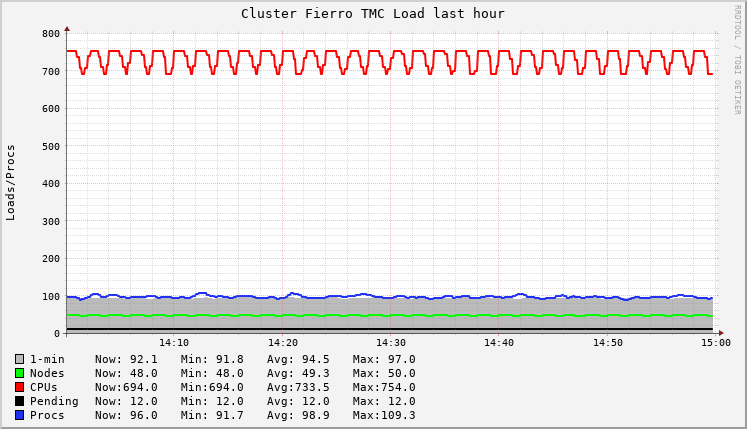 Cluster Fierro TMC Load last hour
RRDTOOL / TOBI OETIKER
Loads/Procs
800
700
600
500
400
300
200
100
0
14:10 14:20 14:30 14:40 14:50 15:00
1-min Now: 92.1 Min: 91.8 Avg: 94.5 Max: 97.0
Nodes Now: 48.0 Min: 48.0 Avg: 49.3 Max: 50.0
CPUs Now:694.0 Min:694.0 Avg:733.5 Max:754.0
Pending Now: 12.0 Min: 12.0 Avg: 12.0 Max: 12.0
Procs Now: 96.0 Min: 91.7 Avg: 98.9 Max:109.3